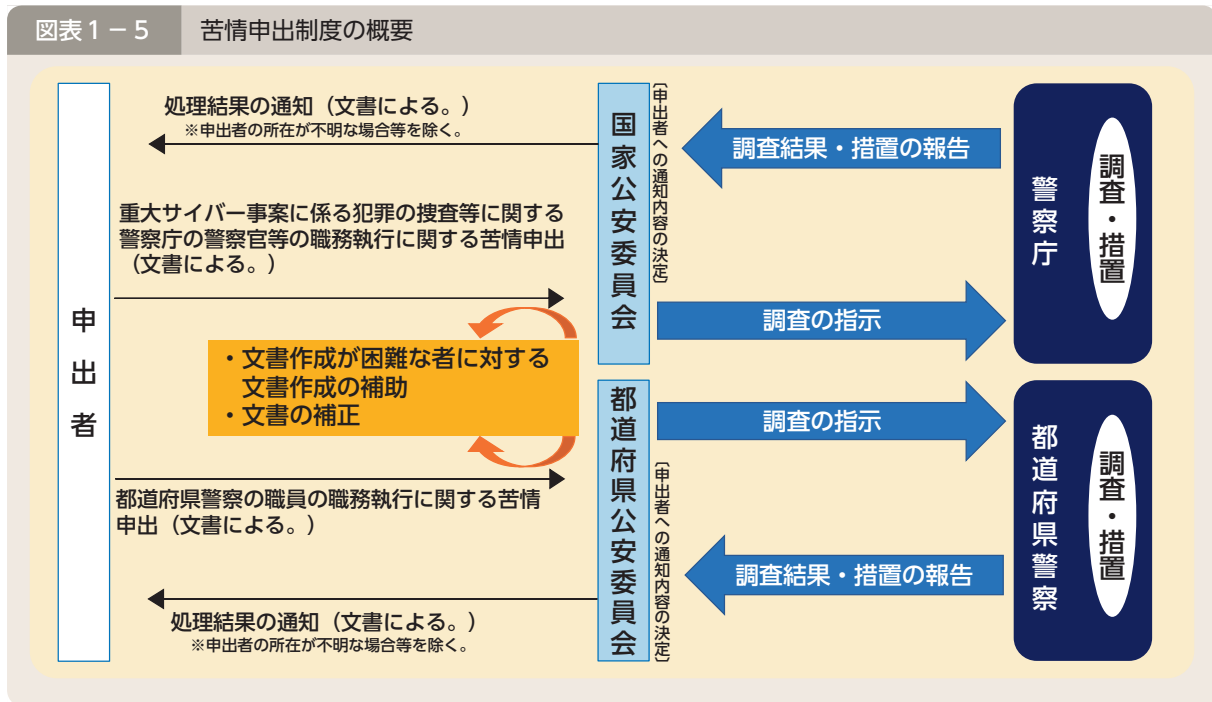 図表1-5
苦情申出制度の概要
申出者
処理結果の通知(文書による。)
※申出者の所在が不明な場合等を除く。
重大サイバー事案に係る犯罪の捜査等に関する
警察庁の警察官等の職務執行に関する苦情申出
(文書による。)
・文書作成が困難な者に対する
文書作成の補助
・文書の補正
都道府県警察の職員の職務執行に関する苦情
申出(文書による。)
処理結果の通知(文書による。)
※申出者の所在が不明な場合等を除く。
国家公安委員会
〔申出者への通知内容の決定〕
調査結果・措置の報告
調査の指示
警察庁
調査・措置
都道府県公安委員会
〔申出者への通知内容の決定〕
調査の指示
調査結果・措置の報告
都道府県警察
調査・措置